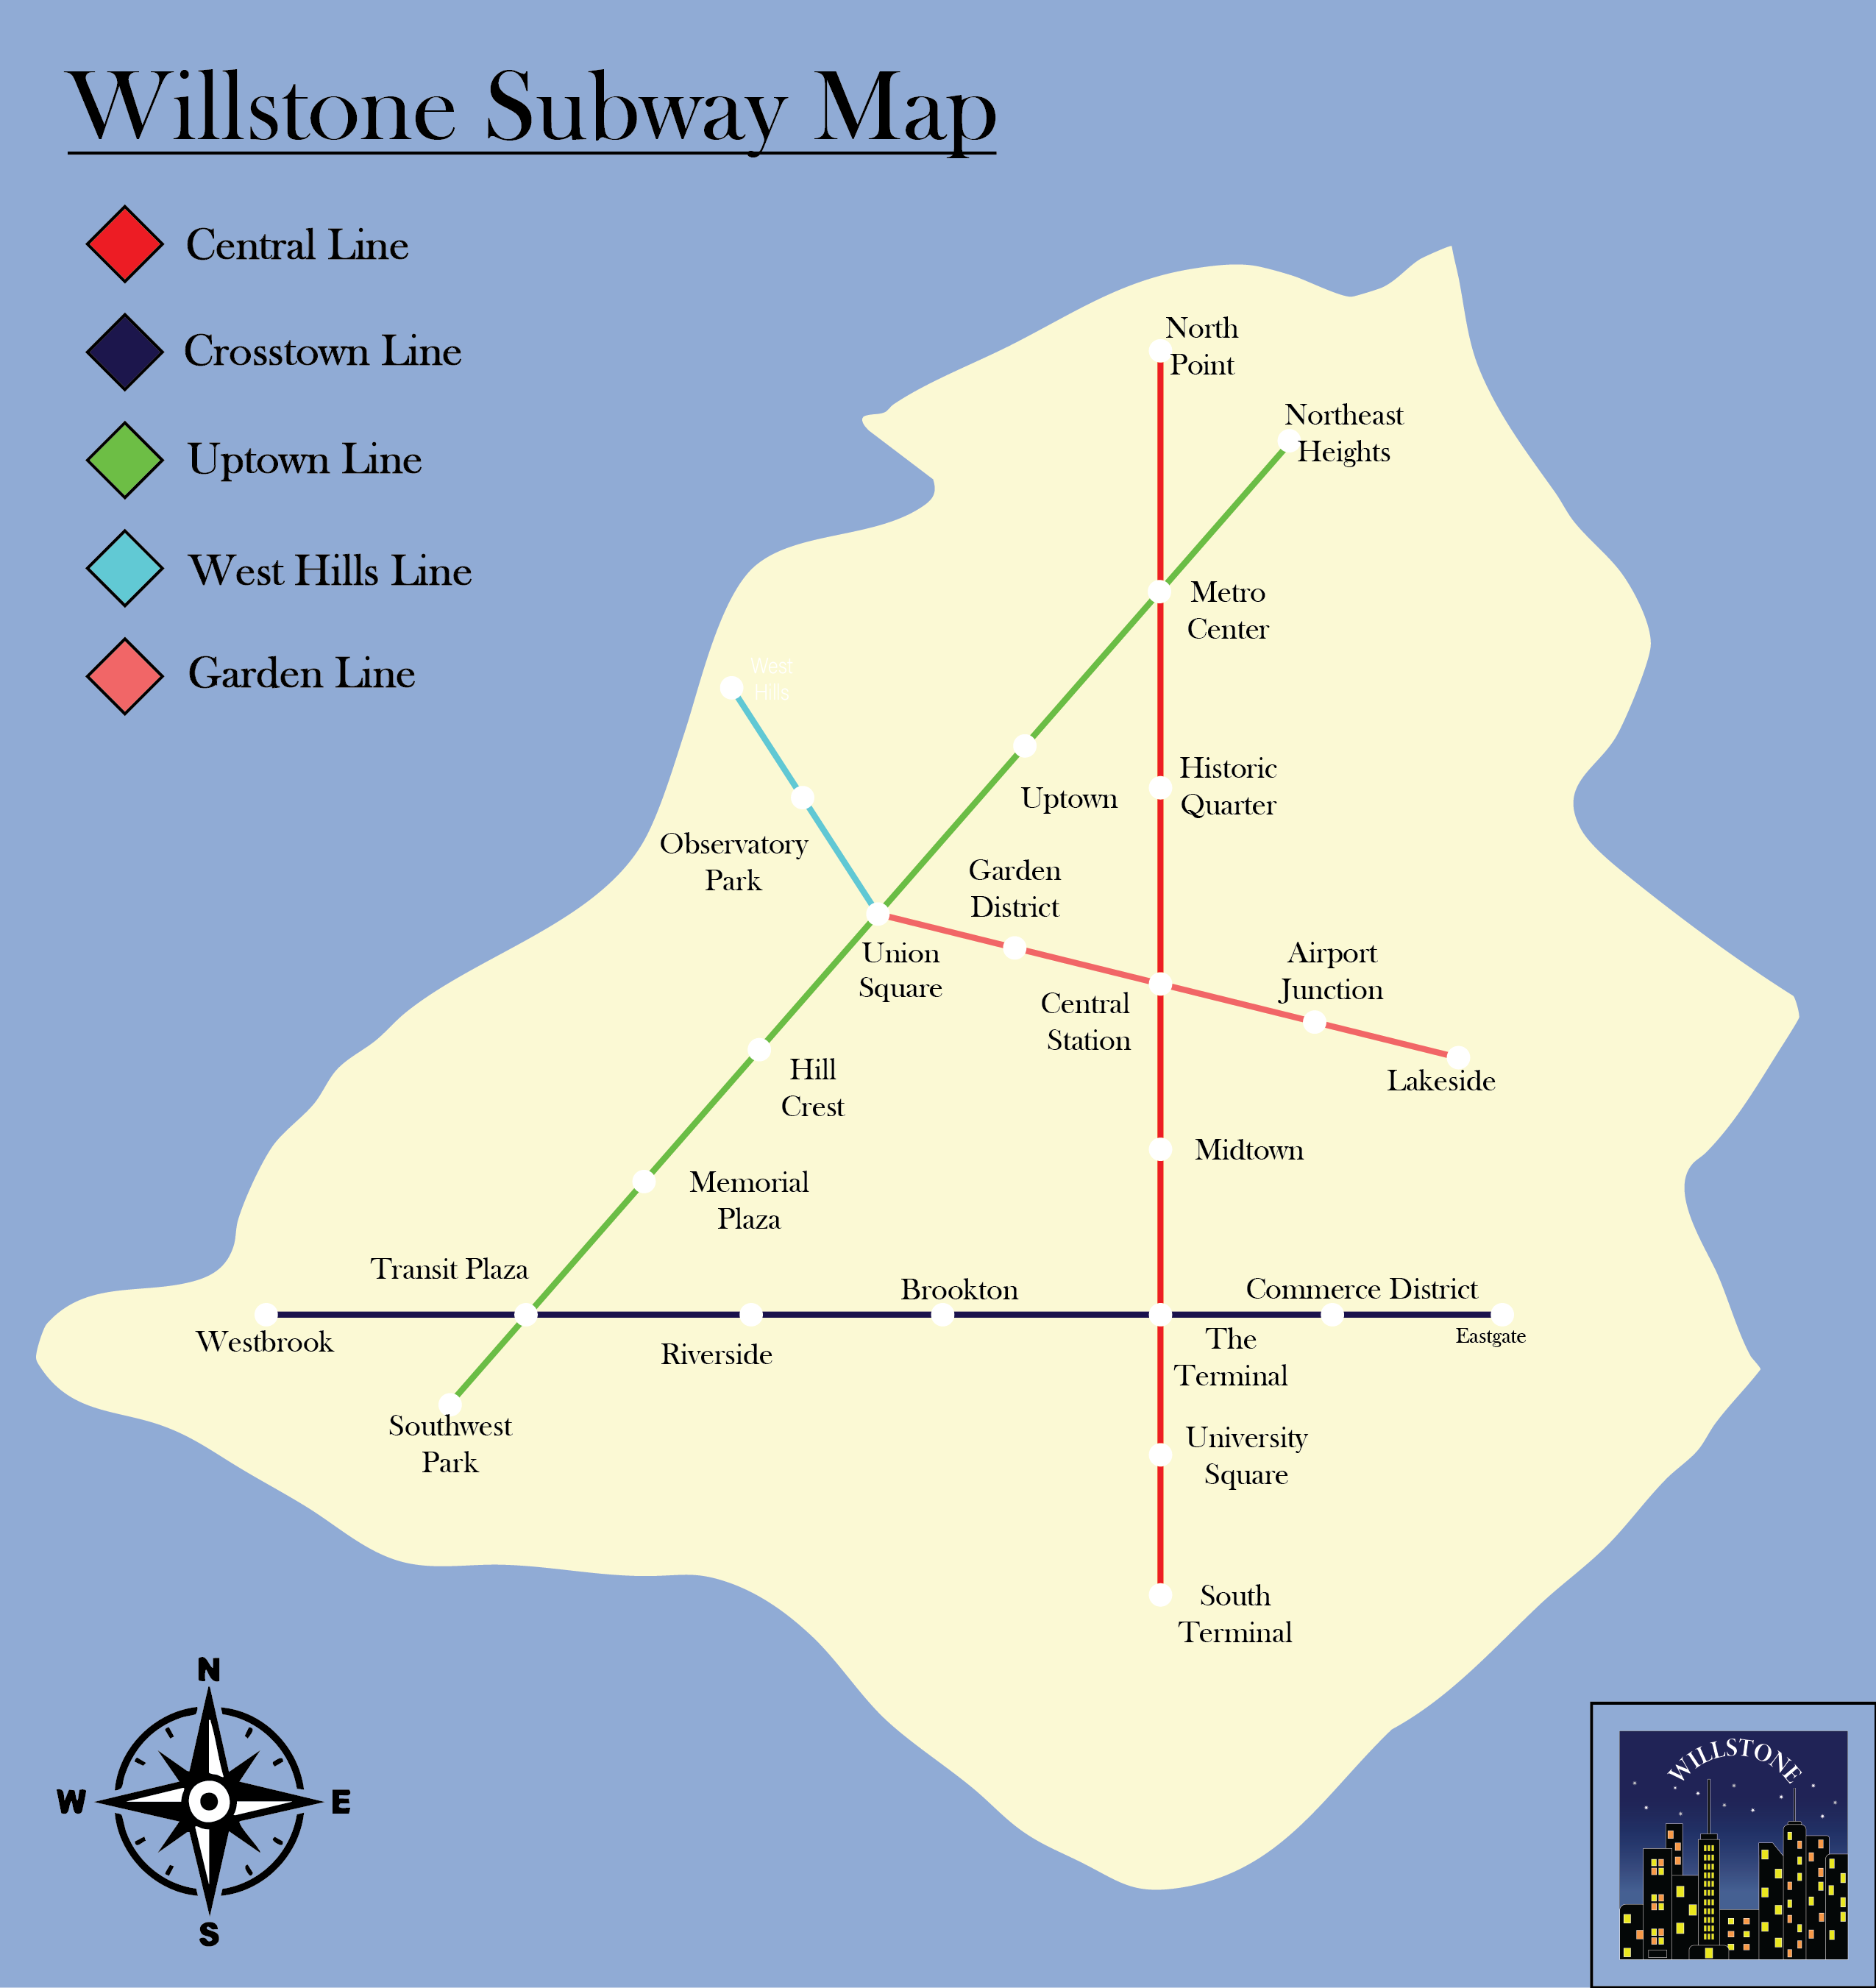 Willstone Subway Map
Central Line
Crosstown Line
Uptown Line
West Hills Line
Garden Line
North
Point
Northeast
Heights
Metro
Center
West
Hills
Historic
Quarter
Uptown
Observatory
Park
Garden
District
Union
Square
Airport
Junction
Central
Station
Lakeside
Hill
Crest
Midtown
Memorial
Plaza
Transit Plaza
Brookton
Commerce District
Westbrook
Riverside
The
Terminal
Eastgate
Southwest
Park
University
Square
South
Terminal
N
W
E
S
WILLSTONE